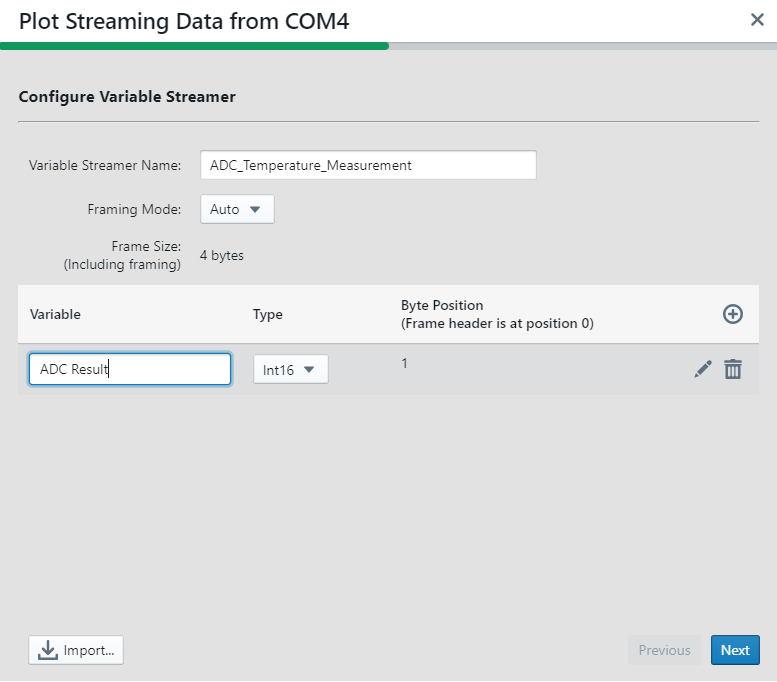 Plot Streaming Data from COM4
Configure Variable Streamer
Variable Streamer Name: ADC_Temperature_Measurement
Framing Mode: Auto
Frame Size:
(Including framing) 4 bytes
Variable Type Byte Position
(Frame header is at position 0)
ADC Result Int16 1
Import... Previous Next